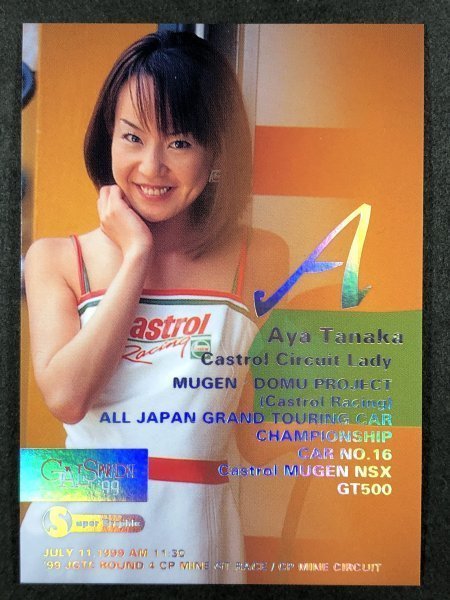 Castrol
Racing
A
Aya Tanaka
Castrol Circuit Lady
MUGEN DOMU PROJECT
(Castrol Racing)
ALL JAPAN GRAND TOURING CAR
CHAMPIONSHIP
CAR NO.16
Castrol MUGEN NSX
GT500
'99
Super Graphic
JULY 11 1999 AM 11:30
'99 JGTC ROUND 4 CP MINE GT RACE / CP MINE CIRCUIT